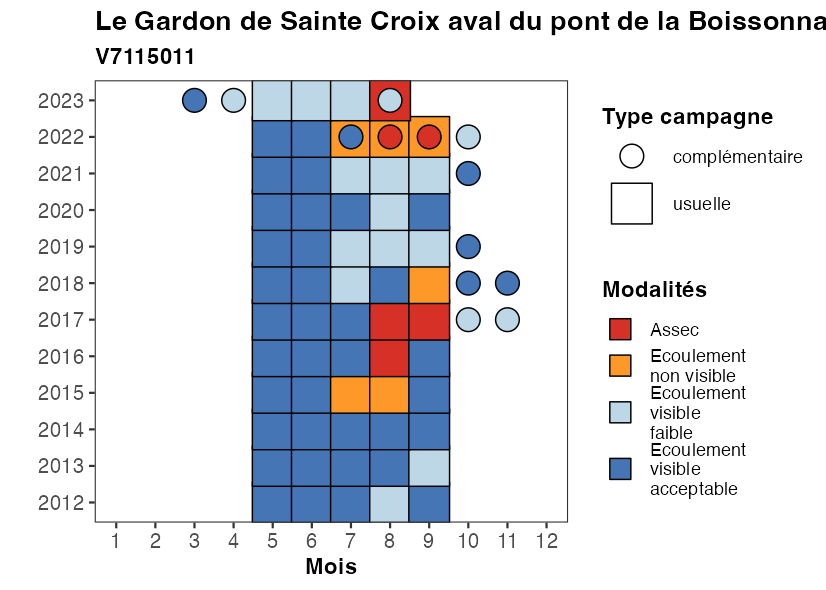 Le Gardon de Sainte Croix aval du pont de la Boissonna
V7115011
2023
2022
2021
2020
2019
2018
2017
2016
2015
2014
2013
2012
1 2 3 4 5 6 7 8 9 10 11 12
Mois
Type campagne
complémentaire
usuelle
Modalités
Assec
Ecoulement
non visible
Ecoulement
visible
faible
Ecoulement
visible
acceptable